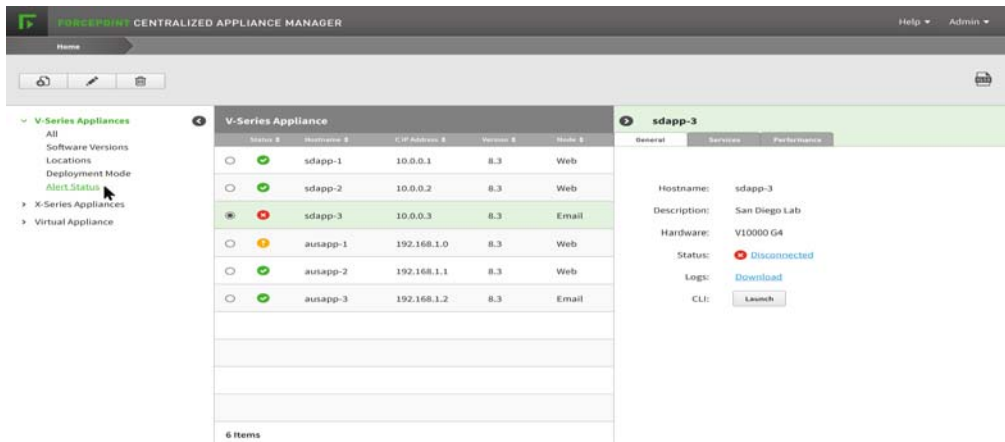 FORCEPOINT CENTRALIZED APPLIANCE MANAGER
Help
Admin
Home
V-Series Appliances
All
Software Versions
Locations
Deployment Mode
Alert Status
X-Series Appliances
Virtual Appliance
V-Series Appliance
Status Hostname C IP Address Version Mode
sdapp-1 10.0.0.1 8.3 Web
sdapp-2 10.0.0.2 8.3 Web
sdapp-3 10.0.0.3 8.3 Email
ausapp-1 192.168.1.0 8.3 Web
ausapp-2 192.168.1.1 8.3 Web
ausapp-3 192.168.1.2 8.3 Email
6 Items
sdapp-3
General Services Performance
Hostname: sdapp-3
Description: San Diego Lab
Hardware: V10000 G4
Status: Disconnected
Logs: Download
CLI: Launch